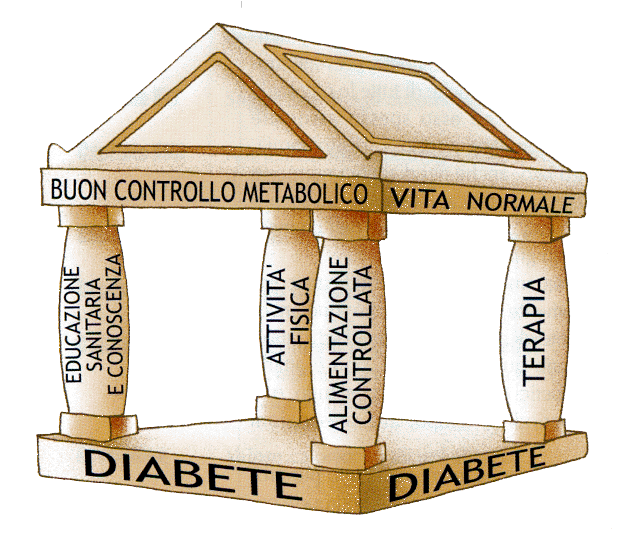 BUON CONTROLLO METABOLICO
VITA NORMALE
EDUCAZIONE
SANITARIA
E CONOSCENZA
ATTIVITA'
FISICA
ALIMENTAZIONE
CONTROLLATA
TERAPIA
DIABETE
DIABETE